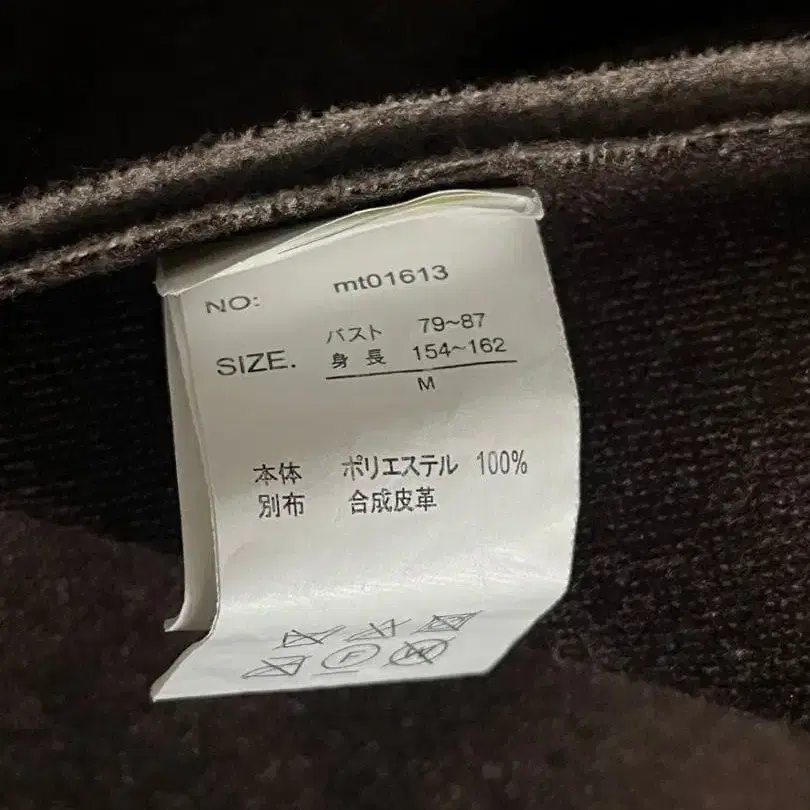 NO: mt01613
SIZE. バスト 79~87
身長 154~162
M
本体 ポリエステル 100%
別布 合成皮革
F W